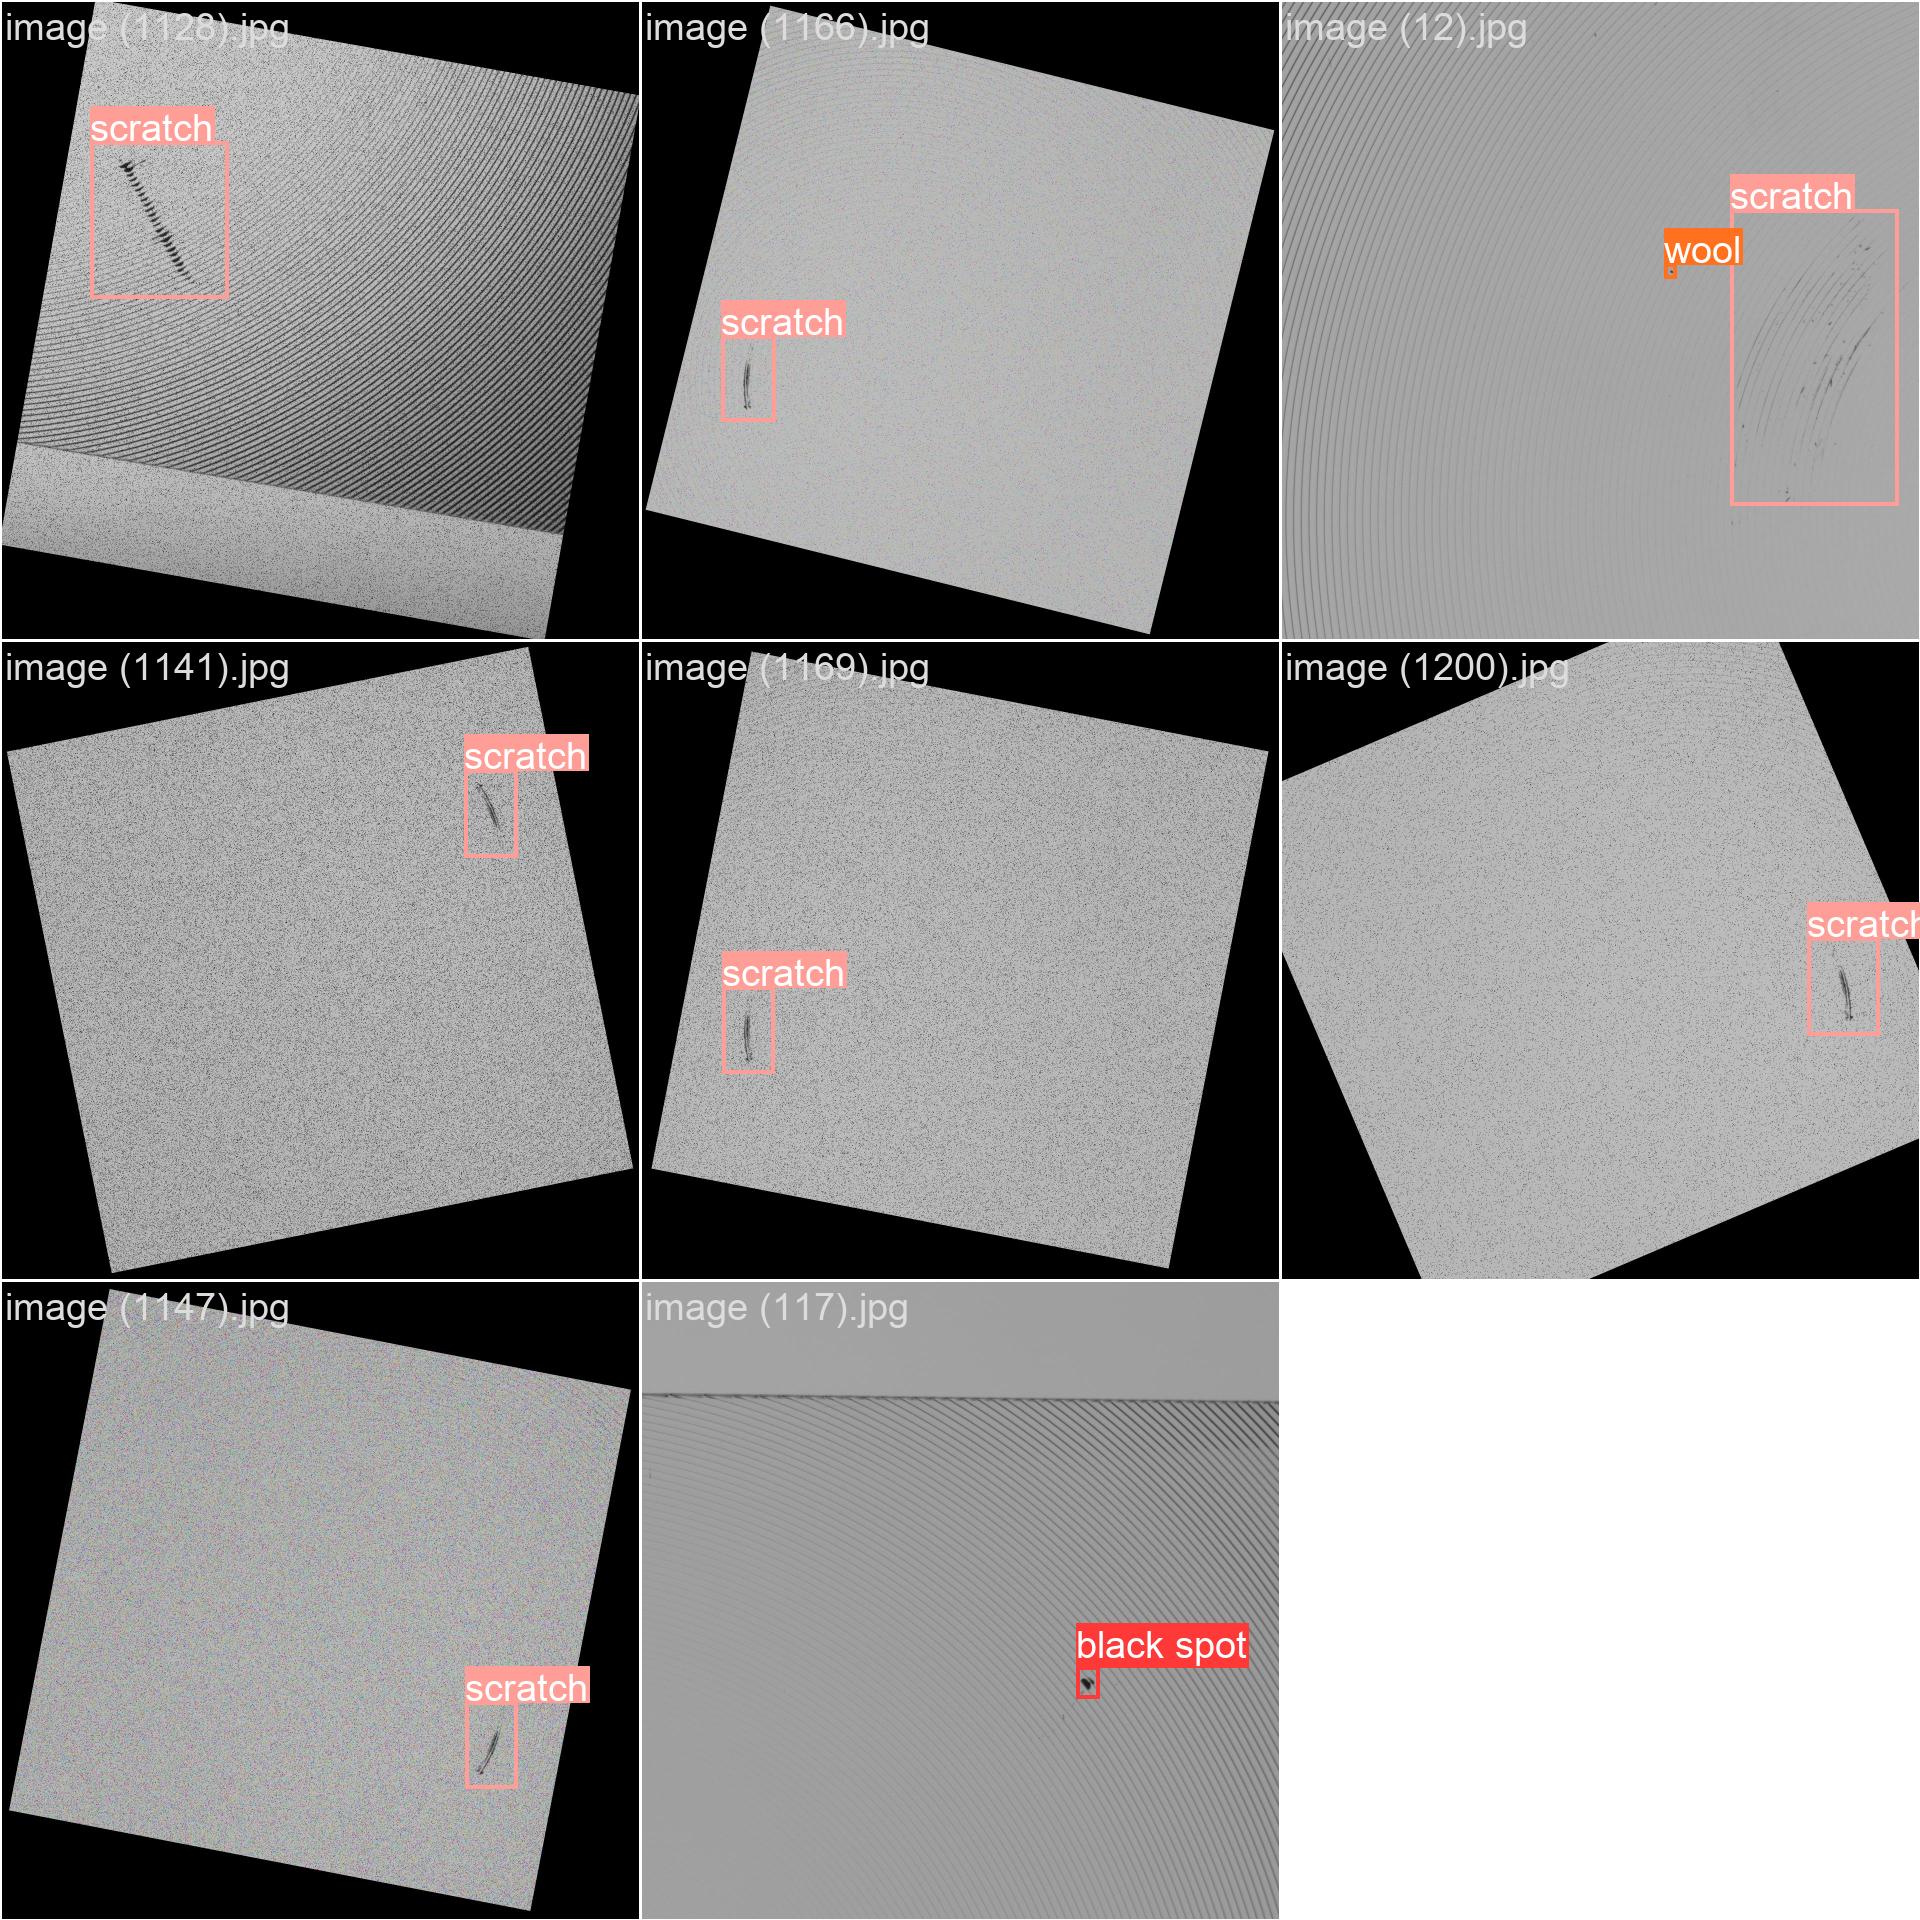 image (1128).jpg
scratch
image (1166).jpg
scratch
image (12).jpg
scratch
wool
image (1141).jpg
scratch
image (1169).jpg
scratch
image (1200).jpg
scratch
image (1147).jpg
scratch
image (117).jpg
black spot